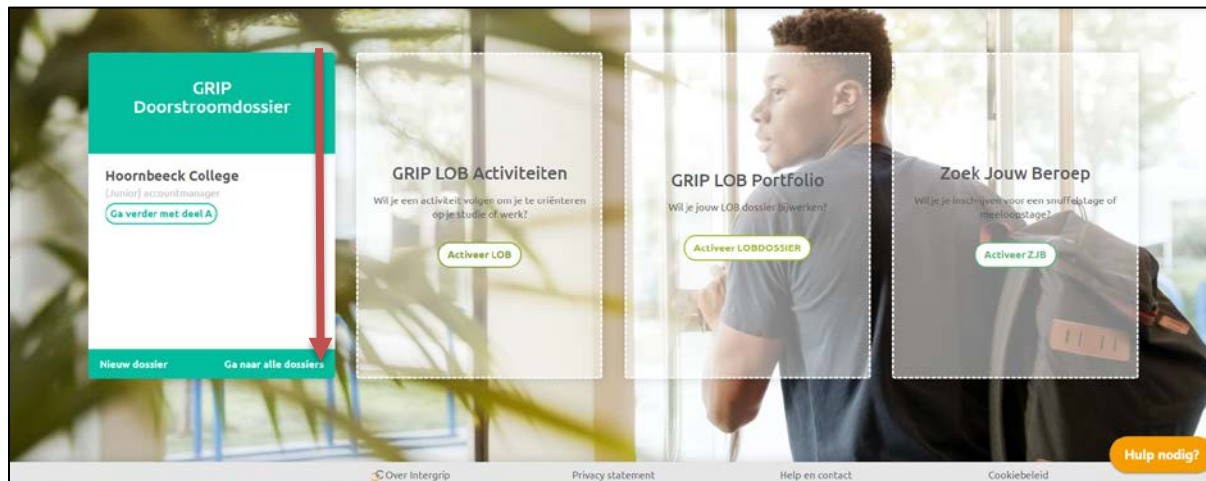 GRIP
Doorstroomdossier
Hoornbeeck College
(Junior) accountmanager
Ga verder met deel A
Nieuw dossier
Ga naar alle dossiers
GRIP LOB Activiteiten
Wil je een activiteit volgen om je te oriënteren
op je studie of werk?
Activeer LOB
GRIP LOB Portfolio
Wil je jouw LOB dossier bijwerken?
Activeer LOBDOSSIER
Zoek Jouw Beroep
Wil je je inschrijven voor een snuffelstage of
meeloopstage?
Activeer ZJB
Hulp nodig?
Over Intergrip
Privacy statement
Help en contact
Cookiebeleid